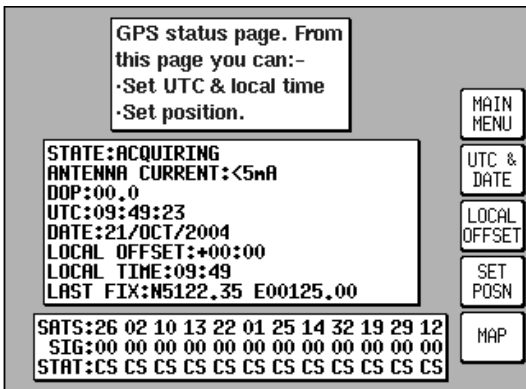 GPS status page. From
this page you can:-
·Set UTC & local time
·Set position.
STATE:ACQUIRING
ANTENNA CURRENT:<5mA
DOP:00.0
UTC:09:49:23
DATE:21/OCT/2004
LOCAL OFFSET:+00:00
LOCAL TIME:09:49
LAST FIX:N5122.35 E00125.00
SATS:26 02 10 13 22 01 25 14 32 19 29 12
SIG:00 00 00 00 00 00 00 00 00 00 00 00
STAT:CS CS CS CS CS CS CS CS CS CS CS CS
MAIN
MENU
UTC &
DATE
LOCAL
OFFSET
SET
POSN
MAP